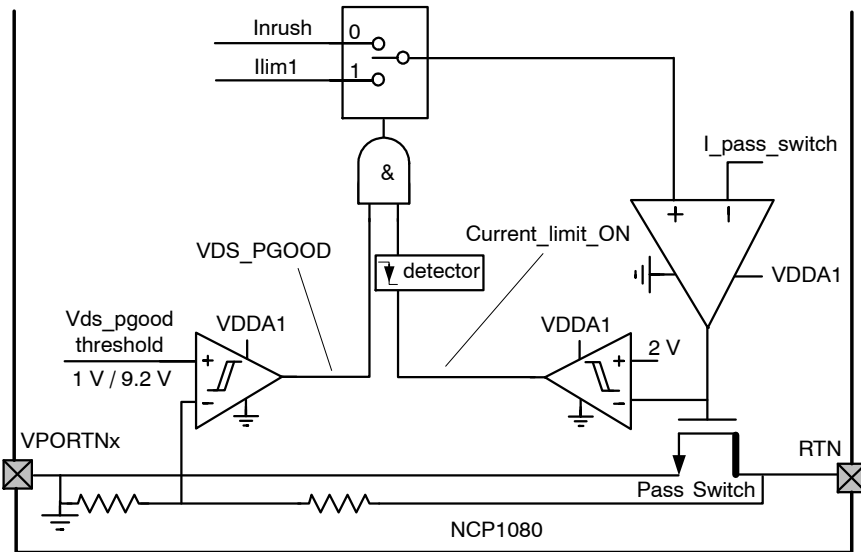 Inrush
0
Ilim1
1
I_pass_switch
&
+
−
Current_limit_ON
VDS_PGOOD
detector
VDDA1
Vds_pgood
threshold
VDDA1
VDDA1
2 V
+
+
1 V / 9.2 V
−
−
VPORTNx
RTN
Pass Switch
NCP1080